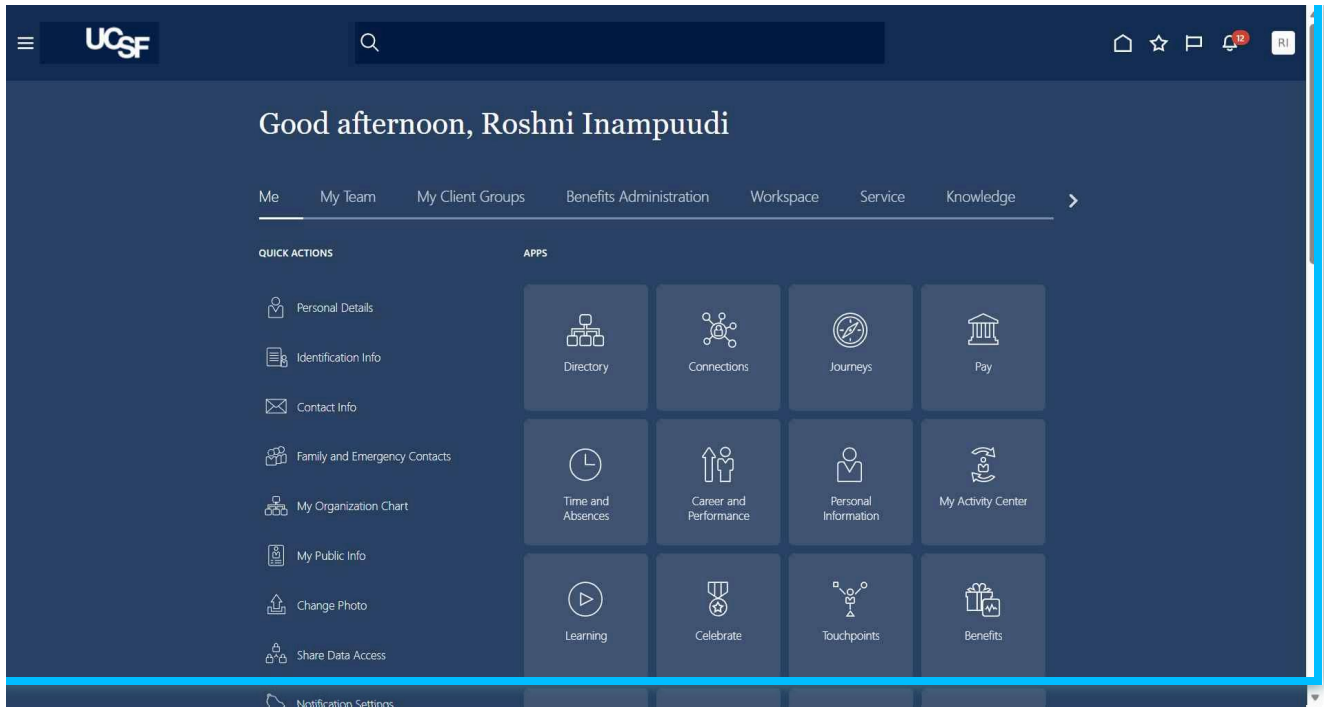 UCSF
12
RI
Good afternoon, Roshni Inampuudi
Me My Team My Client Groups Benefits Administration Workspace Service Knowledge
QUICK ACTIONS
Personal Details
Identification Info
Contact Info
Family and Emergency Contacts
My Organization Chart
My Public Info
Change Photo
Share Data Access
Notification Settings
APPS
Directory
Connections
Journeys
Pay
Time and
Absences
Career and
Performance
Personal
Information
My Activity Center
Learning
Celebrate
Touchpoints
Benefits